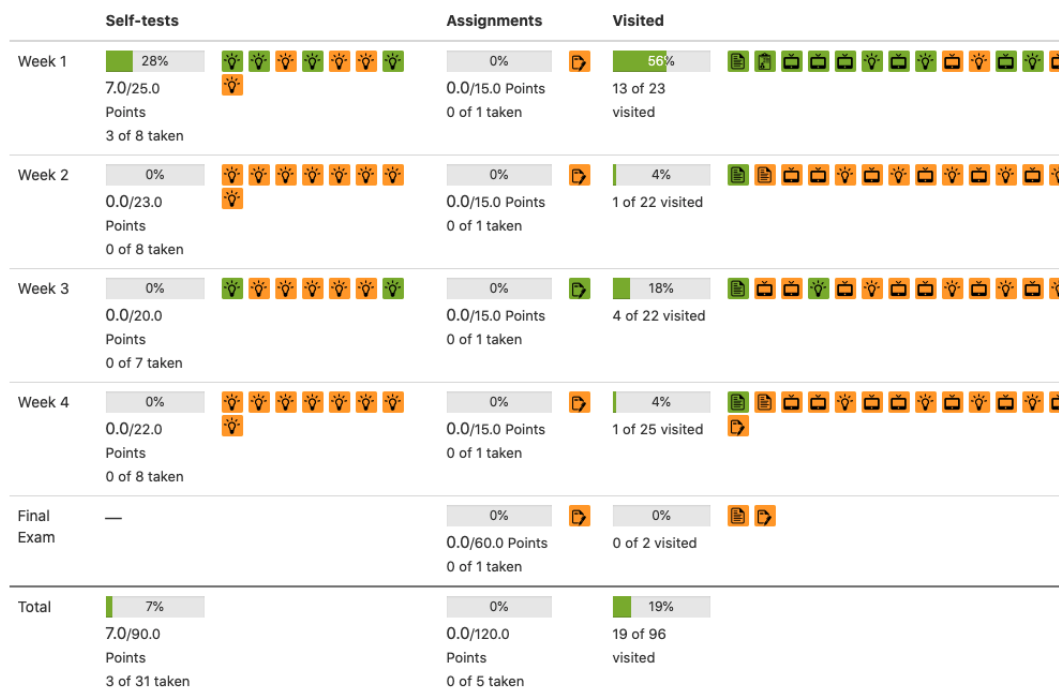 Self-tests Assignments Visited
Week 1 28% 0% 56%
7.0/25.0 0.0/15.0 Points 13 of 23
Points 0 of 1 taken visited
3 of 8 taken
Week 2 0% 0% 4%
0.0/23.0 0.0/15.0 Points 1 of 22 visited
Points 0 of 1 taken
0 of 8 taken
Week 3 0% 0% 18%
0.0/20.0 0.0/15.0 Points 4 of 22 visited
Points 0 of 1 taken
0 of 7 taken
Week 4 0% 0% 4%
0.0/22.0 0.0/15.0 Points 1 of 25 visited
Points 0 of 1 taken
0 of 8 taken
Final — 0% 0%
Exam 0.0/60.0 Points 0 of 2 visited
0 of 1 taken
Total 7% 0% 19%
7.0/90.0 0.0/120.0 19 of 96
Points Points visited
3 of 31 taken 0 of 5 taken